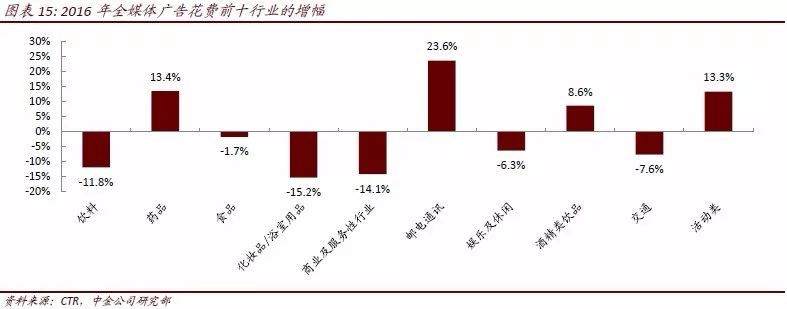 图表 15: 2016 年全媒体广告花费前十行业的增幅
30%
25%
20%
15%
10%
5%
0%
-5%
-10%
-15%
-20%
-11.8%
13.4%
-1.7%
-15.2%
-14.1%
23.6%
-6.3%
8.6%
-7.6%
13.3%
饮料
药品
食品
化妆品/浴室用品
商业及服务性行业
邮电通讯
娱乐及休闲
酒精类饮品
交通
活动类
资料来源：CTR，中金公司研究部